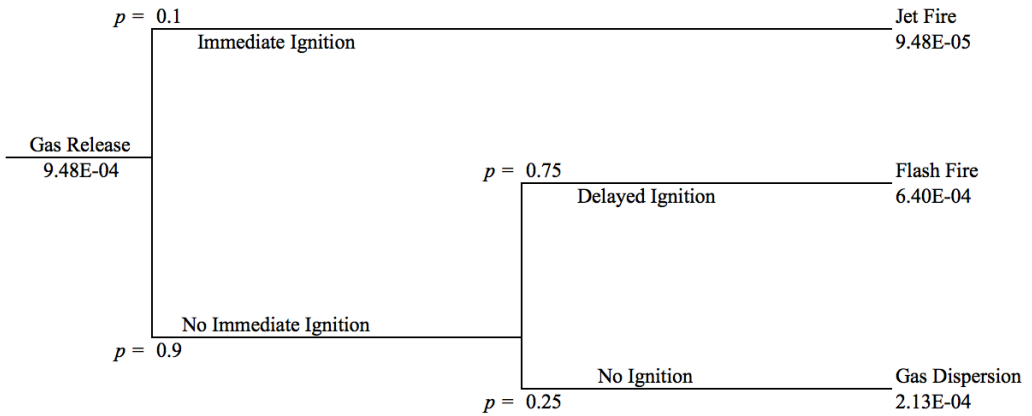 p = 0.1
Immediate Ignition
Jet Fire
9.48E-05
Gas Release
9.48E-04
p = 0.75
Delayed Ignition
Flash Fire
6.40E-04
No Immediate Ignition
p = 0.9
No Ignition
p = 0.25
Gas Dispersion
2.13E-04